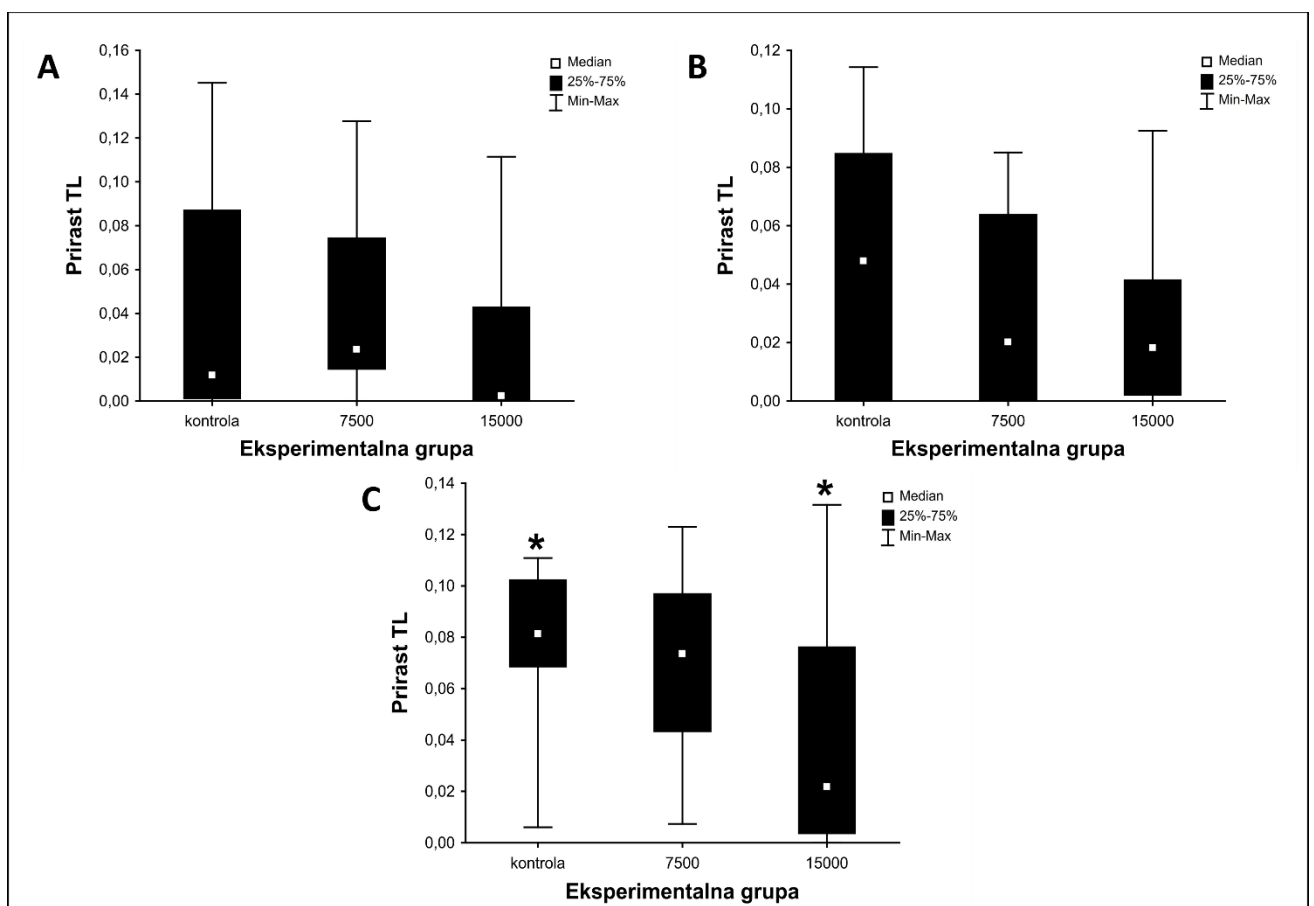 A
Prirast TL
0,16
0,14
0,12
0,10
0,08
0,06
0,04
0,02
0,00
Median
25%-75%
Min-Max
kontrola 7500 15000
Eksperimentalna grupa
B
Prirast TL
0,12
0,10
0,08
0,06
0,04
0,02
0,00
Median
25%-75%
Min-Max
kontrola 7500 15000
Eksperimentalna grupa
C
Prirast TL
0,14
0,12
0,10
0,08
0,06
0,04
0,02
0,00
*
*
Median
25%-75%
Min-Max
kontrola 7500 15000
Eksperimentalna grupa